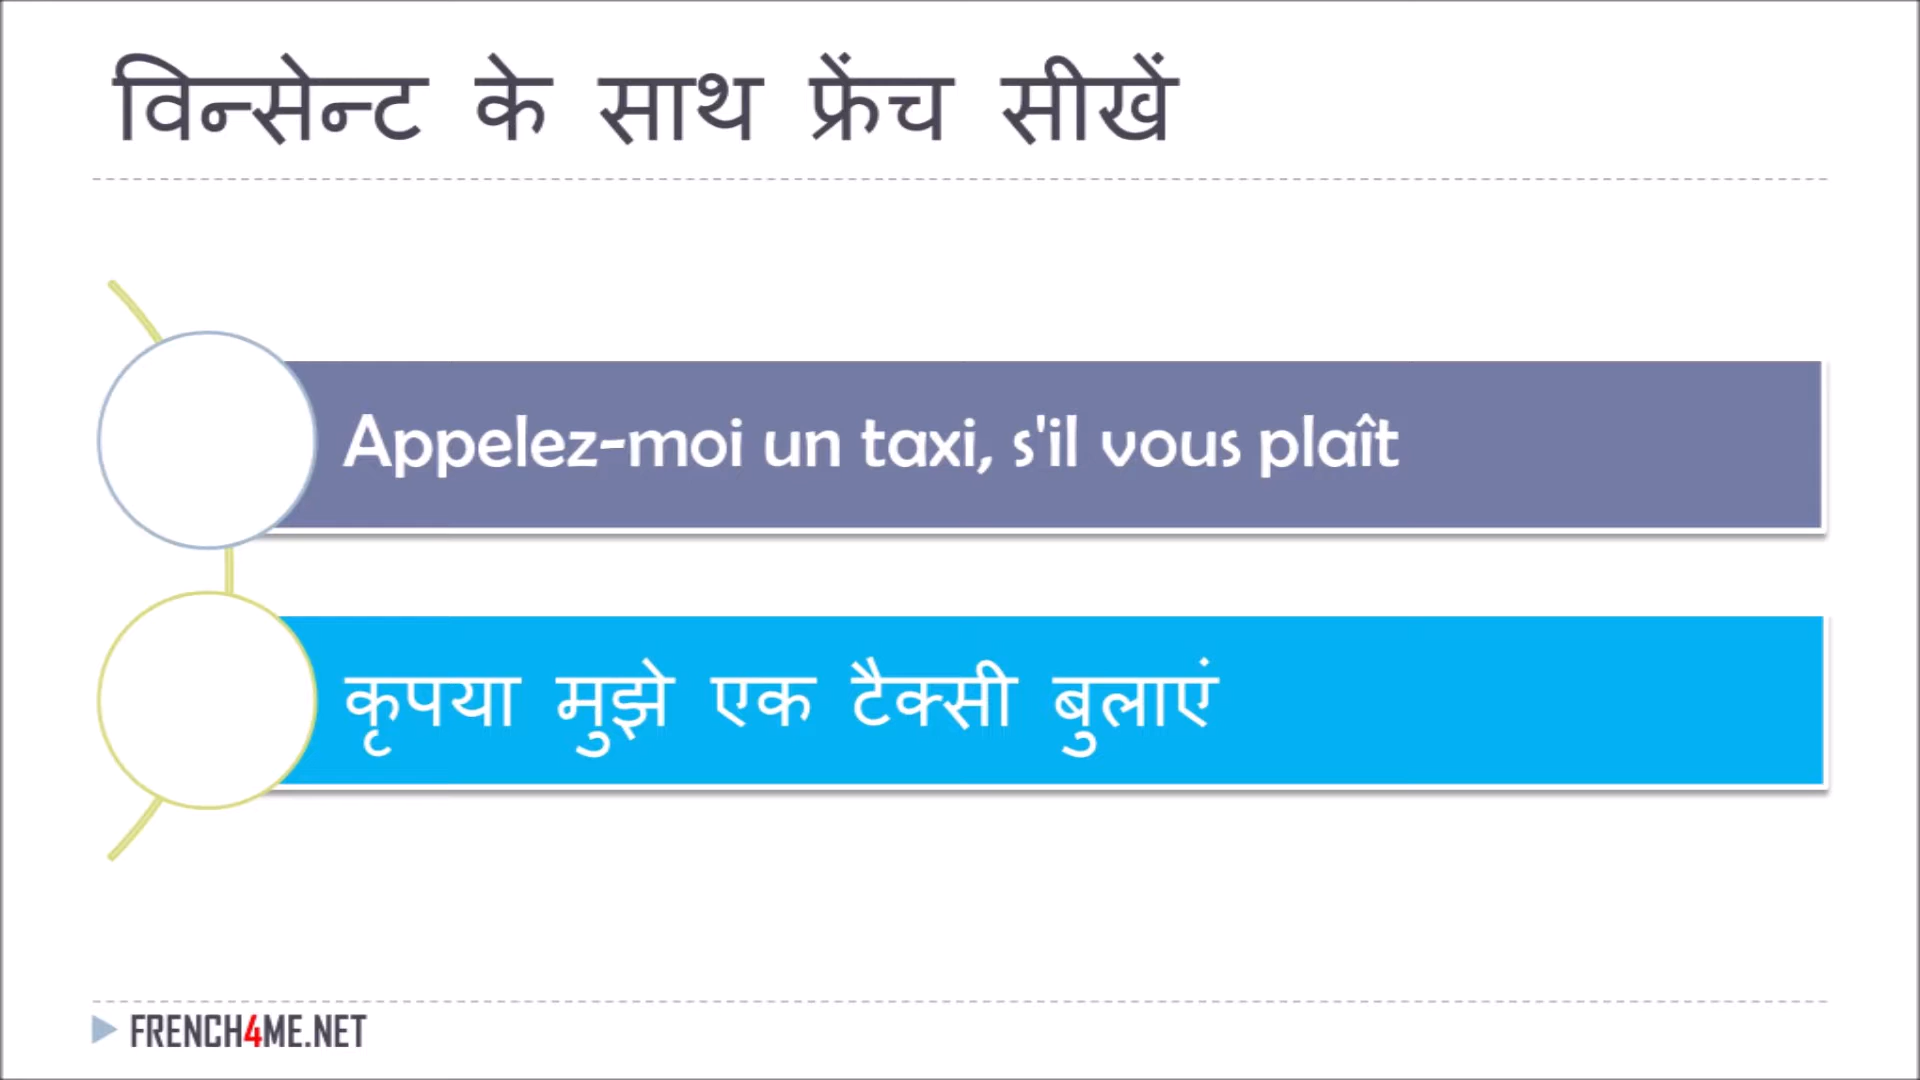 विन्सेन्ट के साथ फ्रेंच सीखें
Appelez-moi un taxi, s'il vous plaît
कृपया मुझे एक टैक्सी बुलाएं
FRENCH4ME.NET